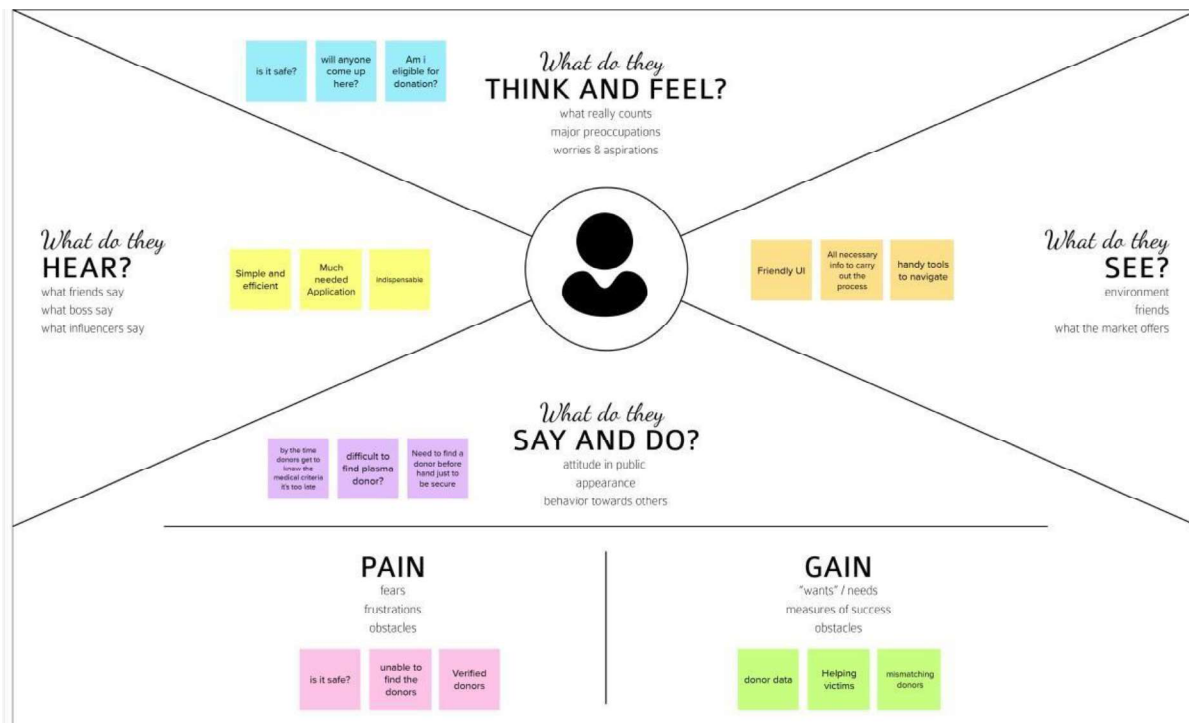 What do they
THINK AND FEEL?
what really counts
major preoccupations
worries & aspirations
is it safe?
will anyone
come up
here?
Am i
eligible for
donation?
What do they
HEAR?
what friends say
what boss say
what influencers say
Simple and
efficient
Much
needed
Application
indispensable
What do they
SEE?
environment
friends
what the market offers
Friendly UI
All necessary
info to carry
out the
process
handy tools
to navigate
What do they
SAY AND DO?
attitude in public
appearance
behavior towards others
by the time
donors get to
know the
medical criteria
it's too late
difficult to
find plasma
donor?
Need to find a
donor before
hand just to
be secure
PAIN
fears
frustrations
obstacles
is it safe?
unable to
find the
donors
Verified
donors
GAIN
"wants" / needs
measures of success
obstacles
donor data
Helping
victims
mismatching
donors